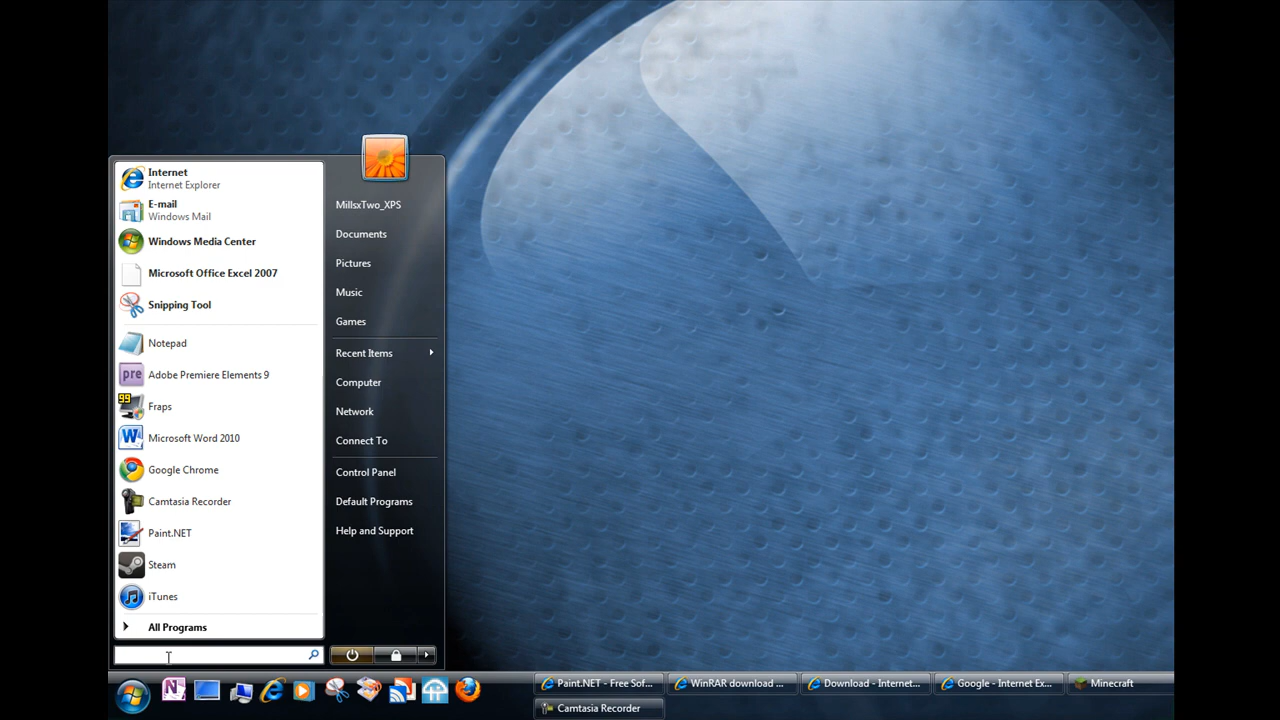 Internet
Internet Explorer
E-mail
Windows Mail
Windows Media Center
Microsoft Office Excel 2007
Snipping Tool
Notepad
pre
Adobe Premiere Elements 9
99
Fraps
Microsoft Word 2010
Google Chrome
Camtasia Recorder
Paint.NET
Steam
iTunes
All Programs
MillsxTwo_XPS
Documents
Pictures
Music
Games
Recent Items
Computer
Network
Connect To
Control Panel
Default Programs
Help and Support
Paint.NET - Free Sof...
WinRAR download ...
Download - Internet...
Google - Internet Ex...
Minecraft
Camtasia Recorder